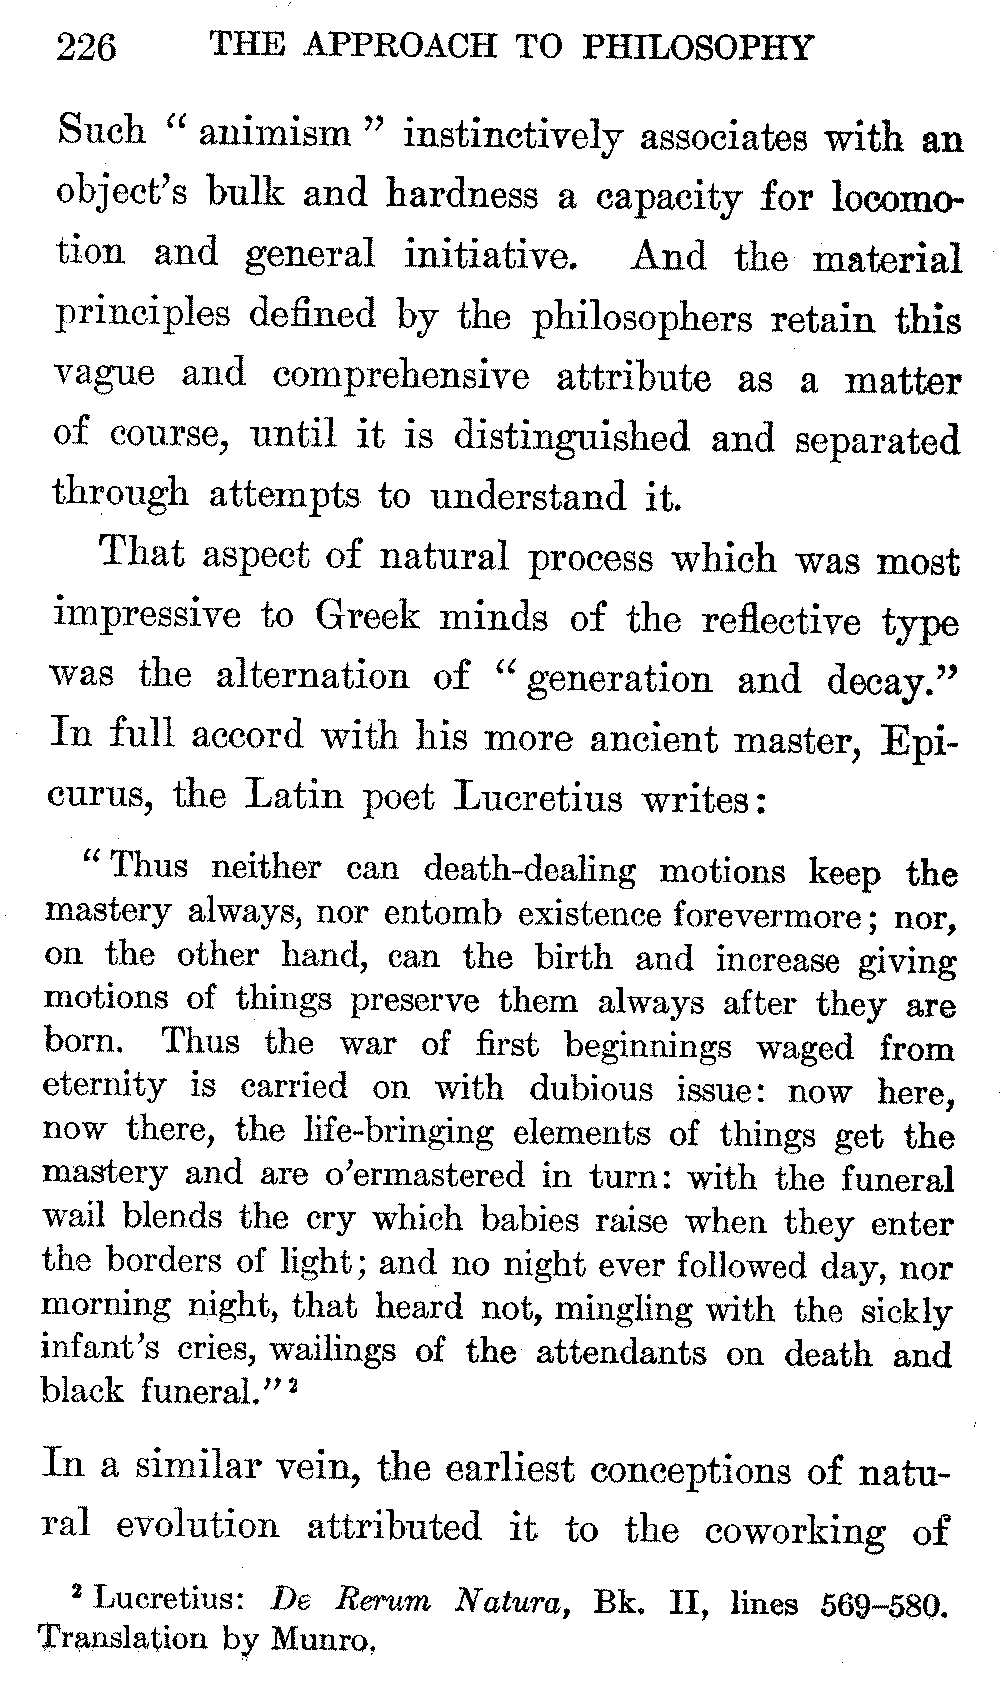 226 THE APPROACH TO PHILOSOPHY
Such “ animism ” instinctively associates with an
object’s bulk and hardness a capacity for locomo-
tion and general initiative. And the material
principles defined by the philosophers retain this
vague and comprehensive attribute as a matter
of course, until it is distinguished and separated
through attempts to understand it.
That aspect of natural process which was most
impressive to Greek minds of the reflective type
was the alternation of “ generation and decay.”
In full accord with his more ancient master, Epi-
curus, the Latin poet Lucretius writes:
“ Thus neither can death-dealing motions keep the
mastery always, nor entomb existence forevermore; nor,
on the other hand, can the birth and increase giving
motions of things preserve them always after they are
born. Thus the war of first beginnings waged from
eternity is carried on with dubious issue: now here,
now there, the life-bringing elements of things get the
mastery and are o’ermastered in turn: with the funeral
wail blends the cry which babies raise when they enter
the borders of light; and no night ever followed day, nor
morning night, that heard not, mingling with the sickly
infant’s cries, wailings of the attendants on death and
black funeral.” ²
In a similar vein, the earliest conceptions of natu-
ral evolution attributed it to the coworking of
² Lucretius: De Rerum Natura, Bk. II, lines 569–580.
Translation by Munro.